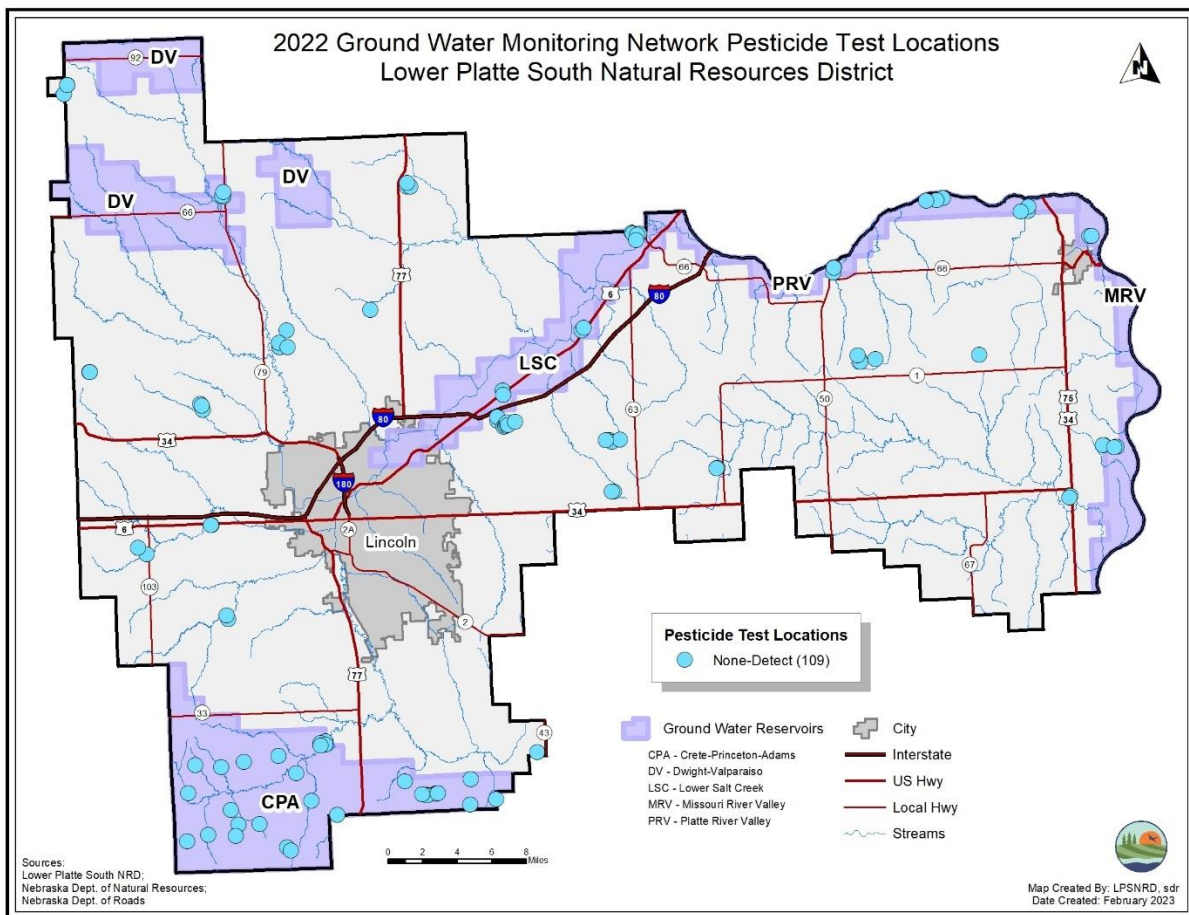 2022 Ground Water Monitoring Network Pesticide Test Locations
Lower Platte South Natural Resources District
N
92
DV
DV
DV
66
77
6
66
80
PRV
66
MRV
LSC
79
80
63
50
1
75
34
34
180
34
6
2A
Lincoln
103
2
67
77
33
43
CPA
Pesticide Test Locations
None-Detect (109)
Ground Water Reservoirs
CPA - Crete-Princeton-Adams
DV - Dwight-Valparaiso
LSC - Lower Salt Creek
MRV - Missouri River Valley
PRV - Platte River Valley
City
Interstate
US Hwy
Local Hwy
Streams
0 2 4 6 8
Miles
Sources:
Lower Platte South NRD;
Nebraska Dept. of Natural Resources;
Nebraska Dept. of Roads
Map Created By: LPSNRD, sdr
Date Created: February 2023